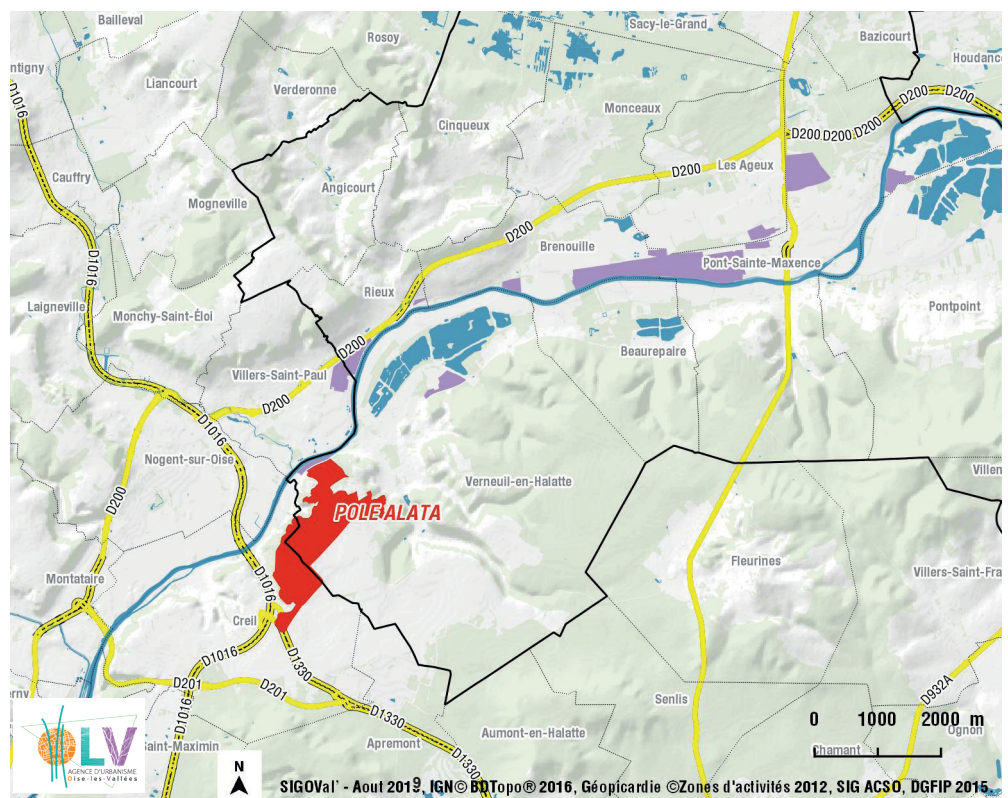 Bailleval
Rosoy
Sacy-le-Grand
Bazicourt
Houdanc
ntigny
Liancourt
Verderonne
Monceaux
D1016
D200
D200
Cinqueux
D200
D200
D200
Les Ageux
Cauffry
Angicourt
D200
Mogneville
D200
Brenouille
D1016
Pont-Sainte-Maxence
Rieux
Laigneville
Monchy-Saint-Éloi
Pontpoint
D200
Beaurepaire
Villers-Saint-Paul
D200
D1016
Nogent-sur-Oise
Verneuil-en-Halatte
Villen
D200
POLE ALATA
Fleurines
Montataire
D1016
Villers-Saint-Fra
Creil
D1016
D1330
D201
D201
Senlis
D932A
erny
D1016
D1330
Saint-Maximin
Apremont
Aumont-en-Halatte
Ognon
Chamant
D1330
0 1000 2000 m
OLV
AGENCE D'URBANISME
Oise-les-Vallées
N
SIGOVal' - Aout 2019, IGN© BDTopo® 2016, Géopicardie ©Zones d'activités 2012, SIG ACSO, DGFIP 2015.